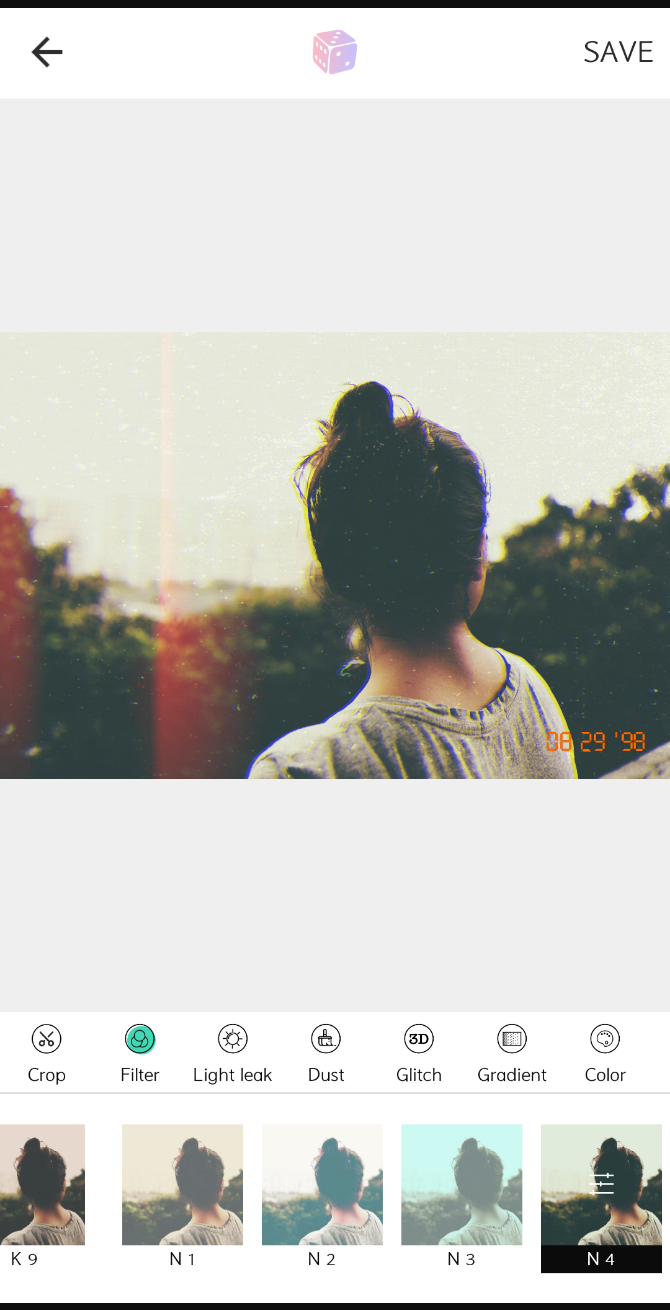 SAVE
08 29 '98
Crop
Filter
Light leak
Dust
3D
Glitch
Gradient
Color
K 9
N 1
N 2
N 3
N 4